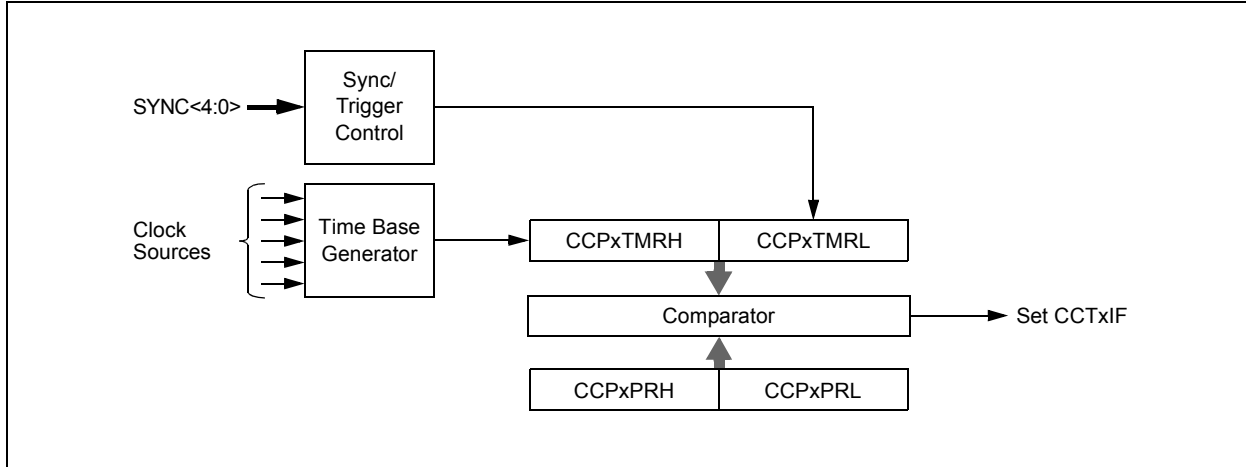 Sync/
Trigger
Control
SYNC<4:0>
Clock
Sources
Time Base
Generator
CCPxTMRH
CCPxTMRL
Comparator
Set CCTxIF
CCPxPRH
CCPxPRL